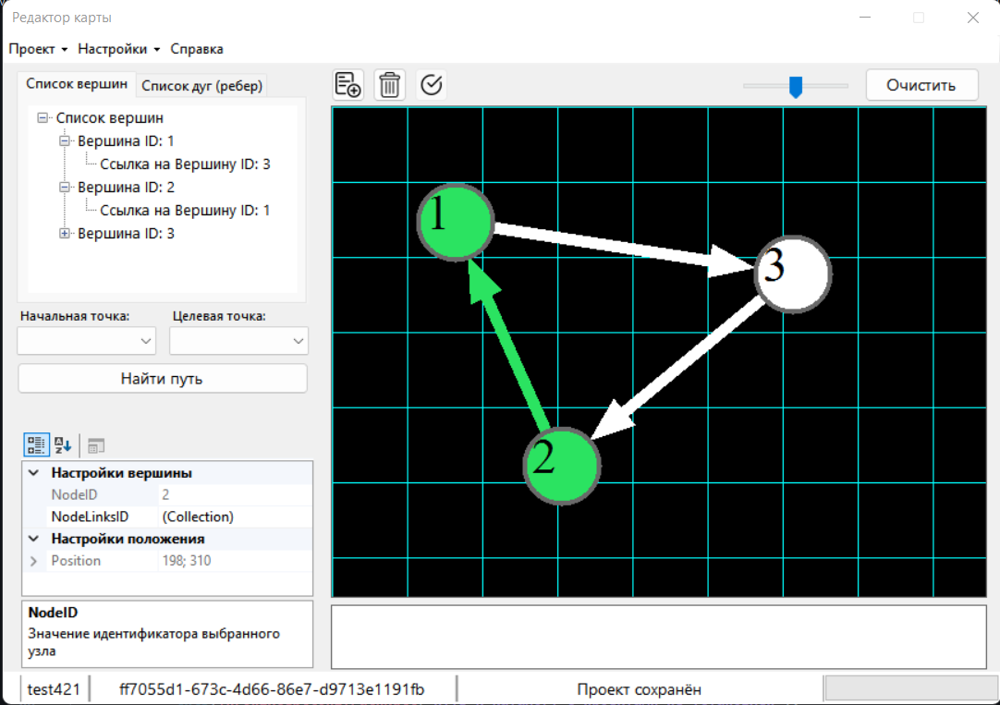 Редактор карты
Проект Настройки Справка
Список вершин Список дуг (ребер)
Очистить
Список вершин
Вершина ID: 1
Ссылка на Вершину ID: 3
Вершина ID: 2
Ссылка на Вершину ID: 1
Вершина ID: 3
Начальная точка: Целевая точка:
Найти путь
Настройки вершины
NodeID 2
NodeLinksID (Collection)
Настройки положения
Position 198; 310
NodeID
Значение идентификатора выбранного
узла
1
3
2
test421 ff7055d1-673c-4d66-86e7-d9713e1191fb Проект сохранён